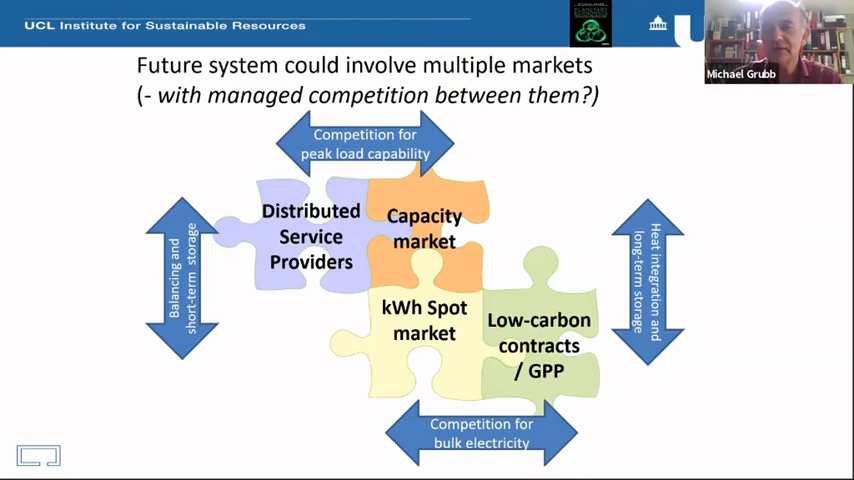 UCL Institute for Sustainable Resources
Michael Grubb
Future system could involve multiple markets
(- with managed competition between them?)
Competition for
peak load capability
Distributed
Service
Providers
Capacity
market
Balancing and
short-term storage
Heat integration and
long-term storage
kWh Spot
market
Low-carbon
contracts
/ GPP
Competition for
bulk electricity